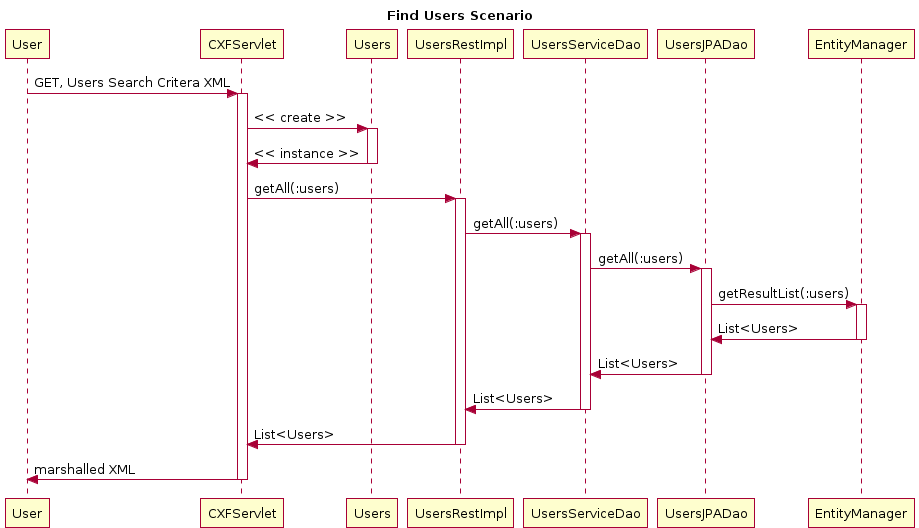 Find Users Scenario
User CXFServlet Users UsersRestImpl UsersServiceDao UsersJPADao EntityManager
GET, Users Search Critera XML
<< create >>
<< instance >>
getAll(:users)
getAll(:users)
getAll(:users)
getResultList(:users)
List<Users>
List<Users>
List<Users>
List<Users>
marshalled XML
User CXFServlet Users UsersRestImpl UsersServiceDao UsersJPADao EntityManager